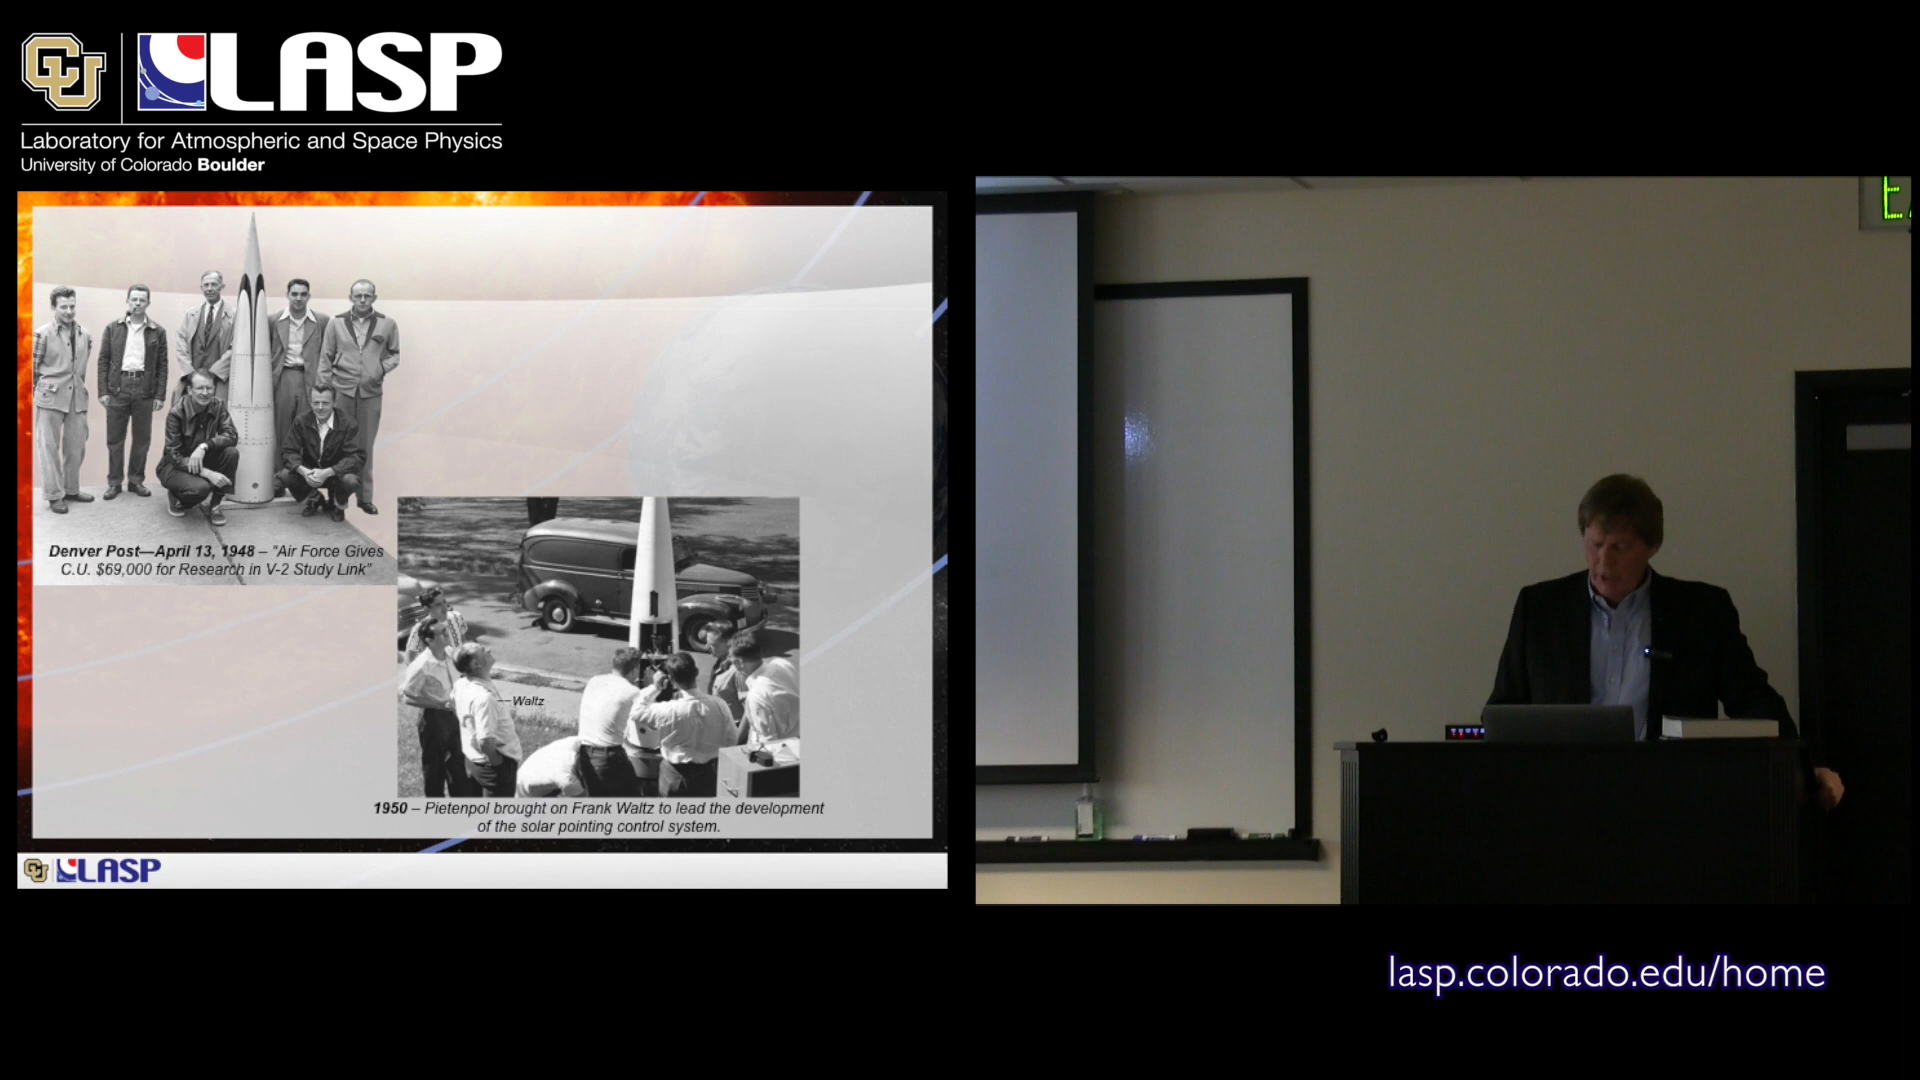 CU LASP
Laboratory for Atmospheric and Space Physics
University of Colorado Boulder
Denver Post—April 13, 1948 – "Air Force Gives
C.U. $69,000 for Research in V-2 Study Link"
Waltz
1950 – Pietenpol brought on Frank Waltz to lead the development
of the solar pointing control system.
CU LASP
lasp.colorado.edu/home